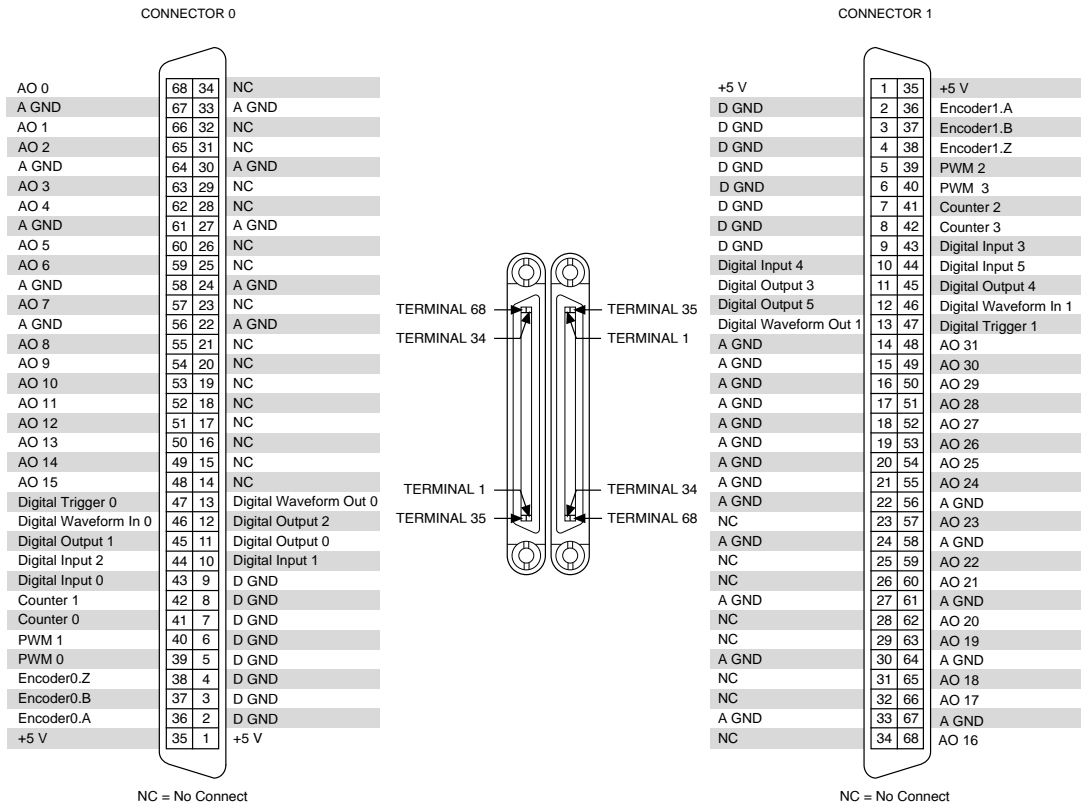 CONNECTOR 0
AO 0 68 34 NC
A GND 67 33 A GND
AO 1 66 32 NC
AO 2 65 31 NC
A GND 64 30 A GND
AO 3 63 29 NC
AO 4 62 28 NC
A GND 61 27 A GND
AO 5 60 26 NC
AO 6 59 25 NC
A GND 58 24 A GND
AO 7 57 23 NC
A GND 56 22 A GND
AO 8 55 21 NC
AO 9 54 20 NC
AO 10 53 19 NC
AO 11 52 18 NC
AO 12 51 17 NC
AO 13 50 16 NC
AO 14 49 15 NC
AO 15 48 14 NC
Digital Trigger 0 47 13 Digital Waveform Out 0
Digital Waveform In 0 46 12 Digital Output 2
Digital Output 1 45 11 Digital Output 0
Digital Input 2 44 10 Digital Input 1
Digital Input 0 43 9 D GND
Counter 1 42 8 D GND
Counter 0 41 7 D GND
PWM 1 40 6 D GND
PWM 0 39 5 D GND
Encoder0.Z 38 4 D GND
Encoder0.B 37 3 D GND
Encoder0.A 36 2 D GND
+5 V 35 1 +5 V
NC = No Connect
TERMINAL 68
TERMINAL 34
TERMINAL 35
TERMINAL 1
TERMINAL 1
TERMINAL 35
TERMINAL 34
TERMINAL 68
CONNECTOR 1
+5 V 1 35 +5 V
D GND 2 36 Encoder1.A
D GND 3 37 Encoder1.B
D GND 4 38 Encoder1.Z
D GND 5 39 PWM 2
D GND 6 40 PWM 3
D GND 7 41 Counter 2
D GND 8 42 Counter 3
D GND 9 43 Digital Input 3
Digital Input 4 10 44 Digital Input 5
Digital Output 3 11 45 Digital Output 4
Digital Output 5 12 46 Digital Waveform In 1
Digital Waveform Out 1 13 47 Digital Trigger 1
A GND 14 48 AO 31
A GND 15 49 AO 30
A GND 16 50 AO 29
A GND 17 51 AO 28
A GND 18 52 AO 27
A GND 19 53 AO 26
A GND 20 54 AO 25
A GND 21 55 AO 24
A GND 22 56 A GND
NC 23 57 AO 23
A GND 24 58 A GND
NC 25 59 AO 22
NC 26 60 AO 21
A GND 27 61 A GND
NC 28 62 AO 20
NC 29 63 AO 19
A GND 30 64 A GND
NC 31 65 AO 18
NC 32 66 AO 17
A GND 33 67 A GND
NC 34 68 AO 16
NC = No Connect